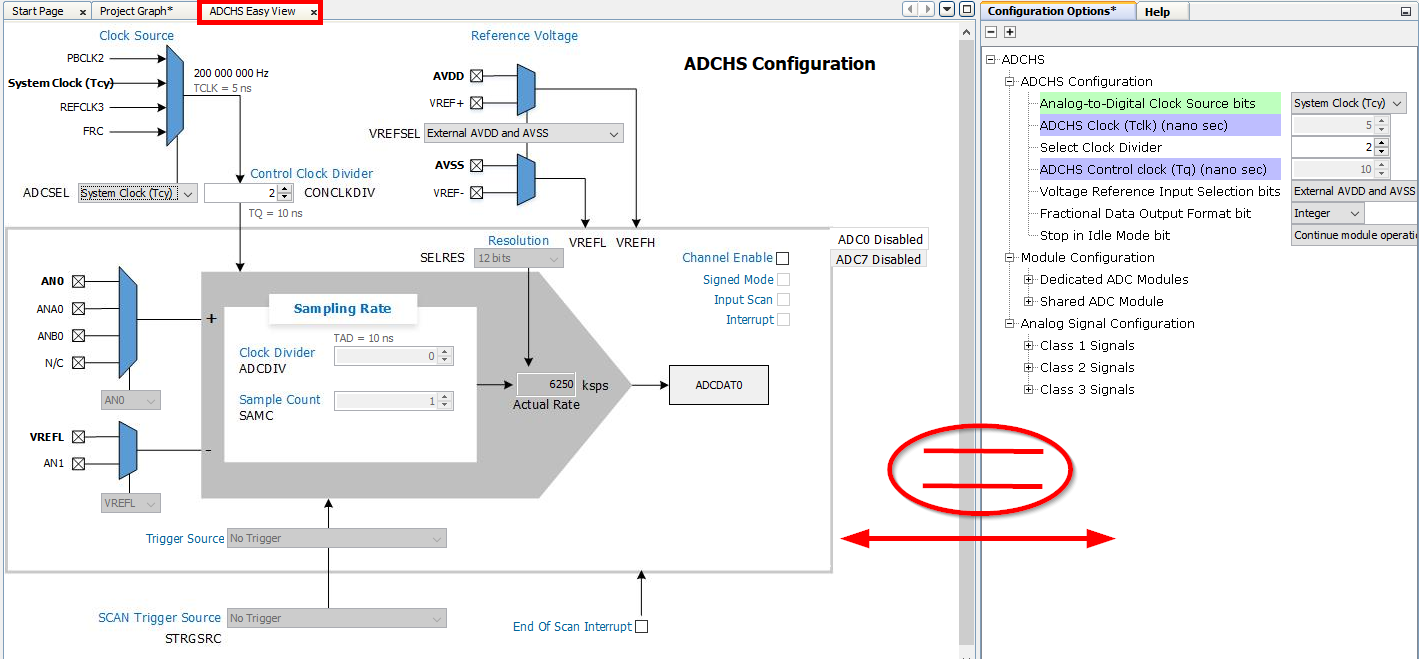 Start Page x
Project Graph* x
ADCHS Easy View x
Clock Source
PBCLK2
System Clock (Tcy)
REFCLK3
FRC
200 000 000 Hz
TCLK = 5 ns
ADCSEL System Clock (Tcy)
Control Clock Divider
2 CONCLKDIV
TQ = 10 ns
Reference Voltage
AVDD
VREF+
VREFSEL External AVDD and AVSS
AVSS
VREF-
VREFL VREFH
ADCHS Configuration
ADC0 Disabled
ADC7 Disabled
Resolution
SELRES 12 bits
Channel Enable
Signed Mode
Input Scan
Interrupt
AN0
ANA0
ANB0
N/C
AN0
VREFL
AN1
VREFL
+
-
Sampling Rate
TAD = 10 ns
Clock Divider 0
ADCDIV
Sample Count 1
SAMC
6250 ksps
Actual Rate
ADCDAT0
Trigger Source No Trigger
SCAN Trigger Source No Trigger
STRGSRC
End Of Scan Interrupt
Configuration Options*
Help
ADCHS
ADCHS Configuration
Analog-to-Digital Clock Source bits System Clock (Tcy)
ADCHS Clock (Tclk) (nano sec) 5
Select Clock Divider 2
ADCHS Control clock (Tq) (nano sec) 10
Voltage Reference Input Selection bits External AVDD and AVSS
Fractional Data Output Format bit Integer
Stop in Idle Mode bit Continue module operati
Module Configuration
Dedicated ADC Modules
Shared ADC Module
Analog Signal Configuration
Class 1 Signals
Class 2 Signals
Class 3 Signals